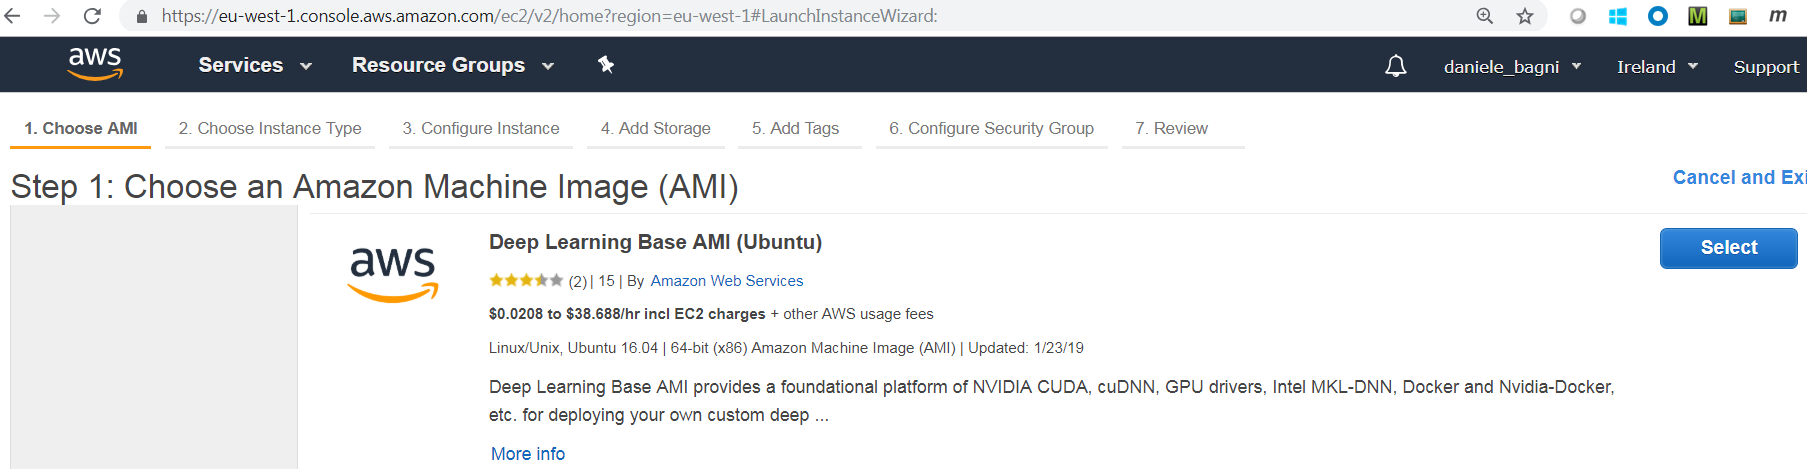 https://eu-west-1.console.aws.amazon.com/ec2/v2/home?region=eu-west-1#LaunchInstanceWizard:
M m
aws Services Resource Groups daniele_bagni Ireland Support
1. Choose AMI 2. Choose Instance Type 3. Configure Instance 4. Add Storage 5. Add Tags 6. Configure Security Group 7. Review
Step 1: Choose an Amazon Machine Image (AMI)
Cancel and Exi
aws
Deep Learning Base AMI (Ubuntu)
Select
(2) | 15 | By Amazon Web Services
$0.0208 to $38.688/hr incl EC2 charges + other AWS usage fees
Linux/Unix, Ubuntu 16.04 | 64-bit (x86) Amazon Machine Image (AMI) | Updated: 1/23/19
Deep Learning Base AMI provides a foundational platform of NVIDIA CUDA, cuDNN, GPU drivers, Intel MKL-DNN, Docker and Nvidia-Docker,
etc. for deploying your own custom deep ...
More info